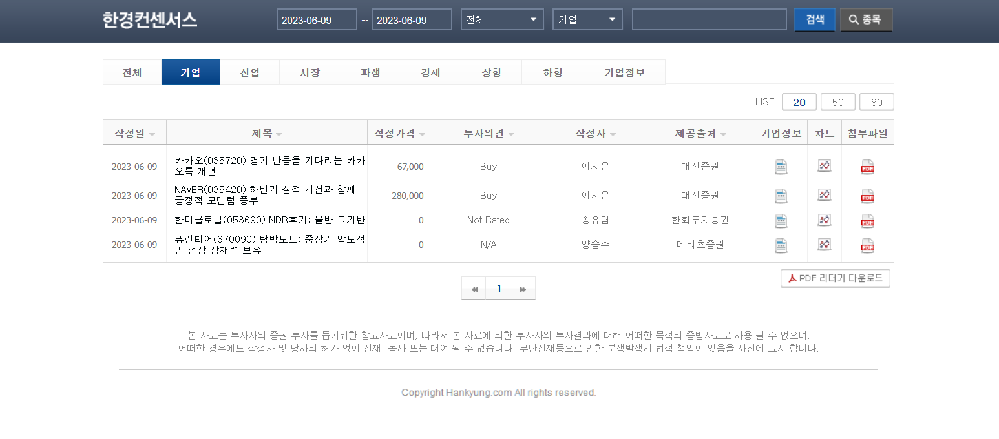 한경컨센서스
2023-06-09 ~ 2023-06-09 전체 기업 검색 종목
전체 기업 산업 시장 파생 경제 상향 하향 기업정보
LIST 20 50 80
작성일 제목 적정가격 투자의견 작성자 제공출처 기업정보 차트 첨부파일
카카오(035720) 경기 반등을 기다리는 카카
2023-06-09 67,000 Buy 이지은 대신증권 PDF
오톡 개편
NAVER(035420) 하반기 실적 개선과 함께
2023-06-09 280,000 Buy 이지은 대신증권 PDF
긍정적 모멘텀 풍부
2023-06-09 한미글로벌(053690) NDR후기: 물반 고기반 0 Not Rated 송유림 한화투자증권 PDF
퓨런티어(370090) 탐방노트: 중장기 압도적
2023-06-09 0 N/A 양승수 메리츠증권 PDF
인 성장 잠재력 보유
1
PDF 리더기 다운로드
본 자료는 투자자의 증권 투자를 돕기위한 참고자료이며, 따라서 본 자료에 의한 투자자의 투자결과에 대해 어떠한 목적의 증빙자료로 사용 될 수 없으며,
어떠한 경우에도 작성자 및 당사의 허가 없이 전재, 복사 또는 대여 될 수 없습니다. 무단전재등으로 인한 분쟁발생시 법적 책임이 있음을 사전에 고지 합니다.
Copyright Hankyung.com All rights reserved.